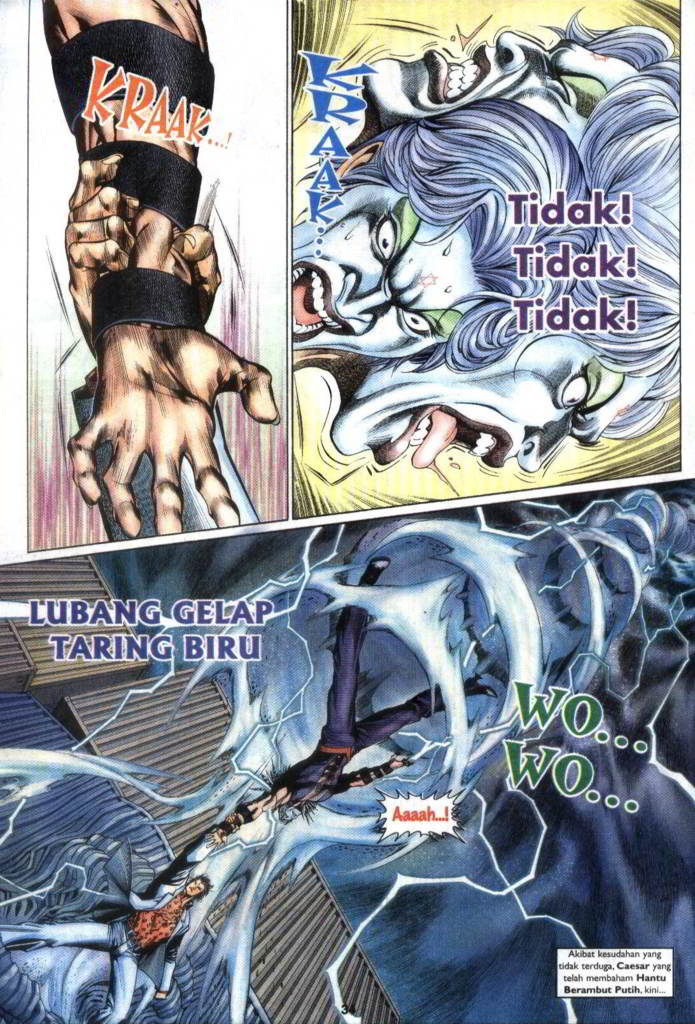 KRAAK...!
KRAAK...
Tidak!
Tidak!
Tidak!
LUBANG GELAP
TARING BIRU
WO...
WO...
Aaaah...!
Akibat kesudahan yang
tidak terduga, Caesar yang
telah membaham Hantu
Berambut Putih, kini...